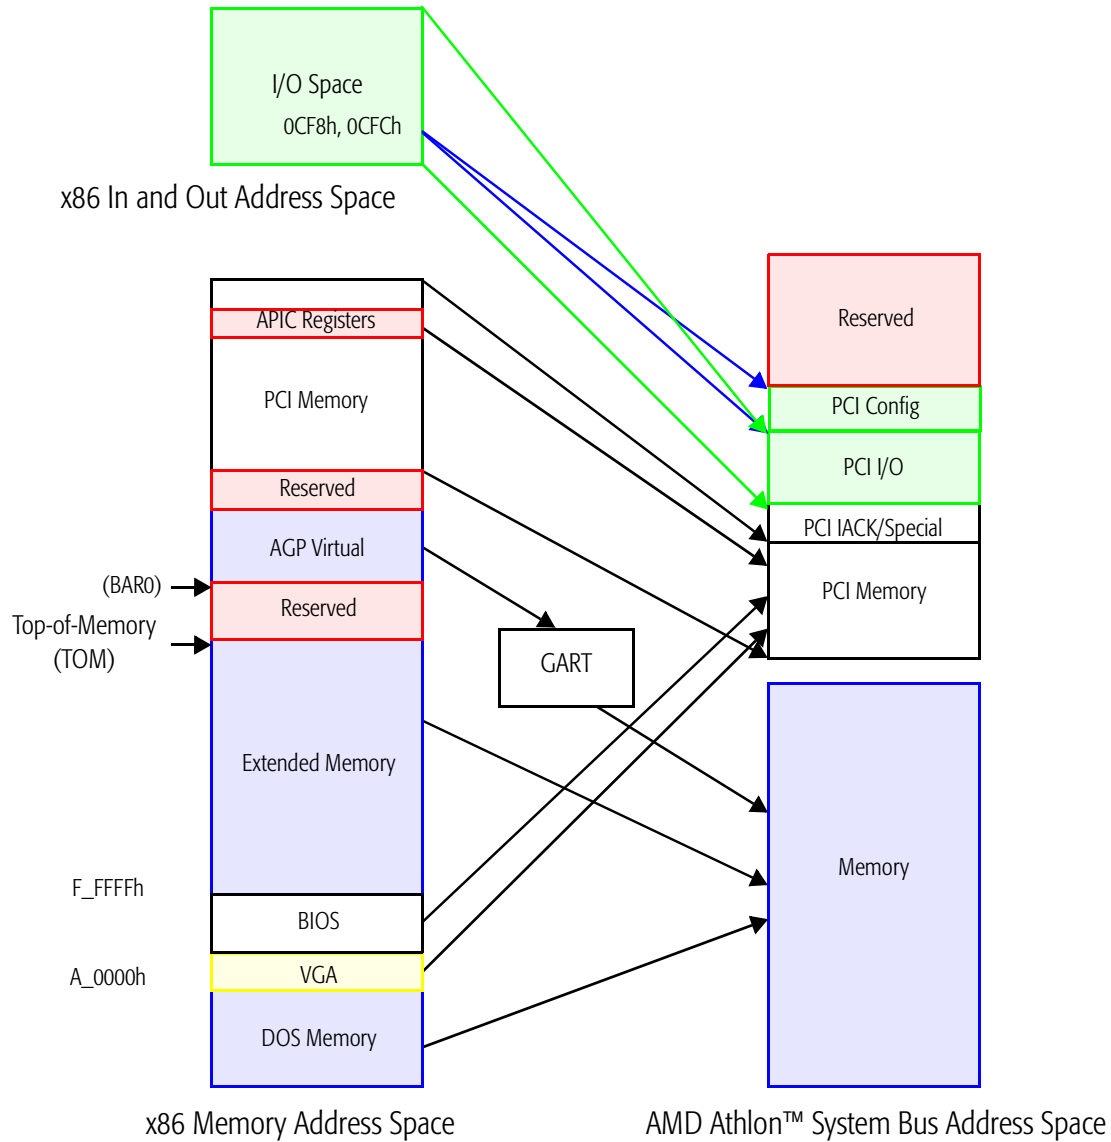 I/O Space
0CF8h, 0CFCh
x86 In and Out Address Space
APIC Registers
PCI Memory
Reserved
AGP Virtual
(BAR0)
Reserved
Top-of-Memory
(TOM)
Extended Memory
F_FFFFh
BIOS
A_0000h
VGA
DOS Memory
x86 Memory Address Space
GART
Reserved
PCI Config
PCI I/O
PCI IACK/Special
PCI Memory
Memory
AMD Athlon™ System Bus Address Space